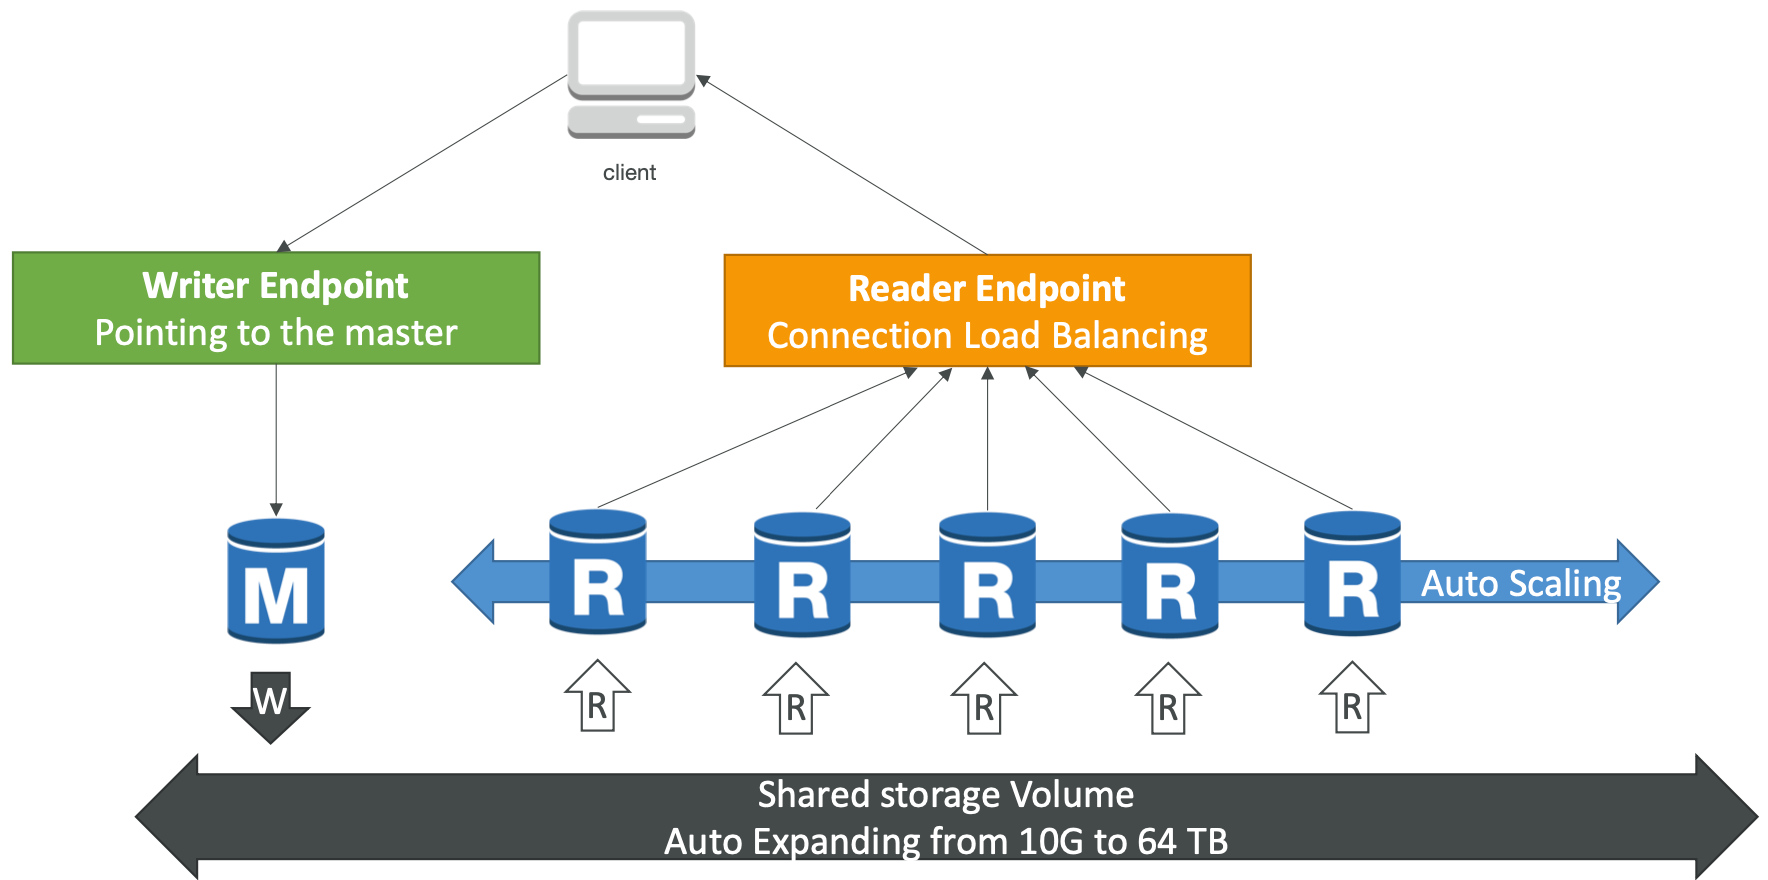 client
Writer Endpoint
Pointing to the master
Reader Endpoint
Connection Load Balancing
M
R
R
R
R
R
Auto Scaling
W
R
R
R
R
R
Shared storage Volume
Auto Expanding from 10G to 64 TB